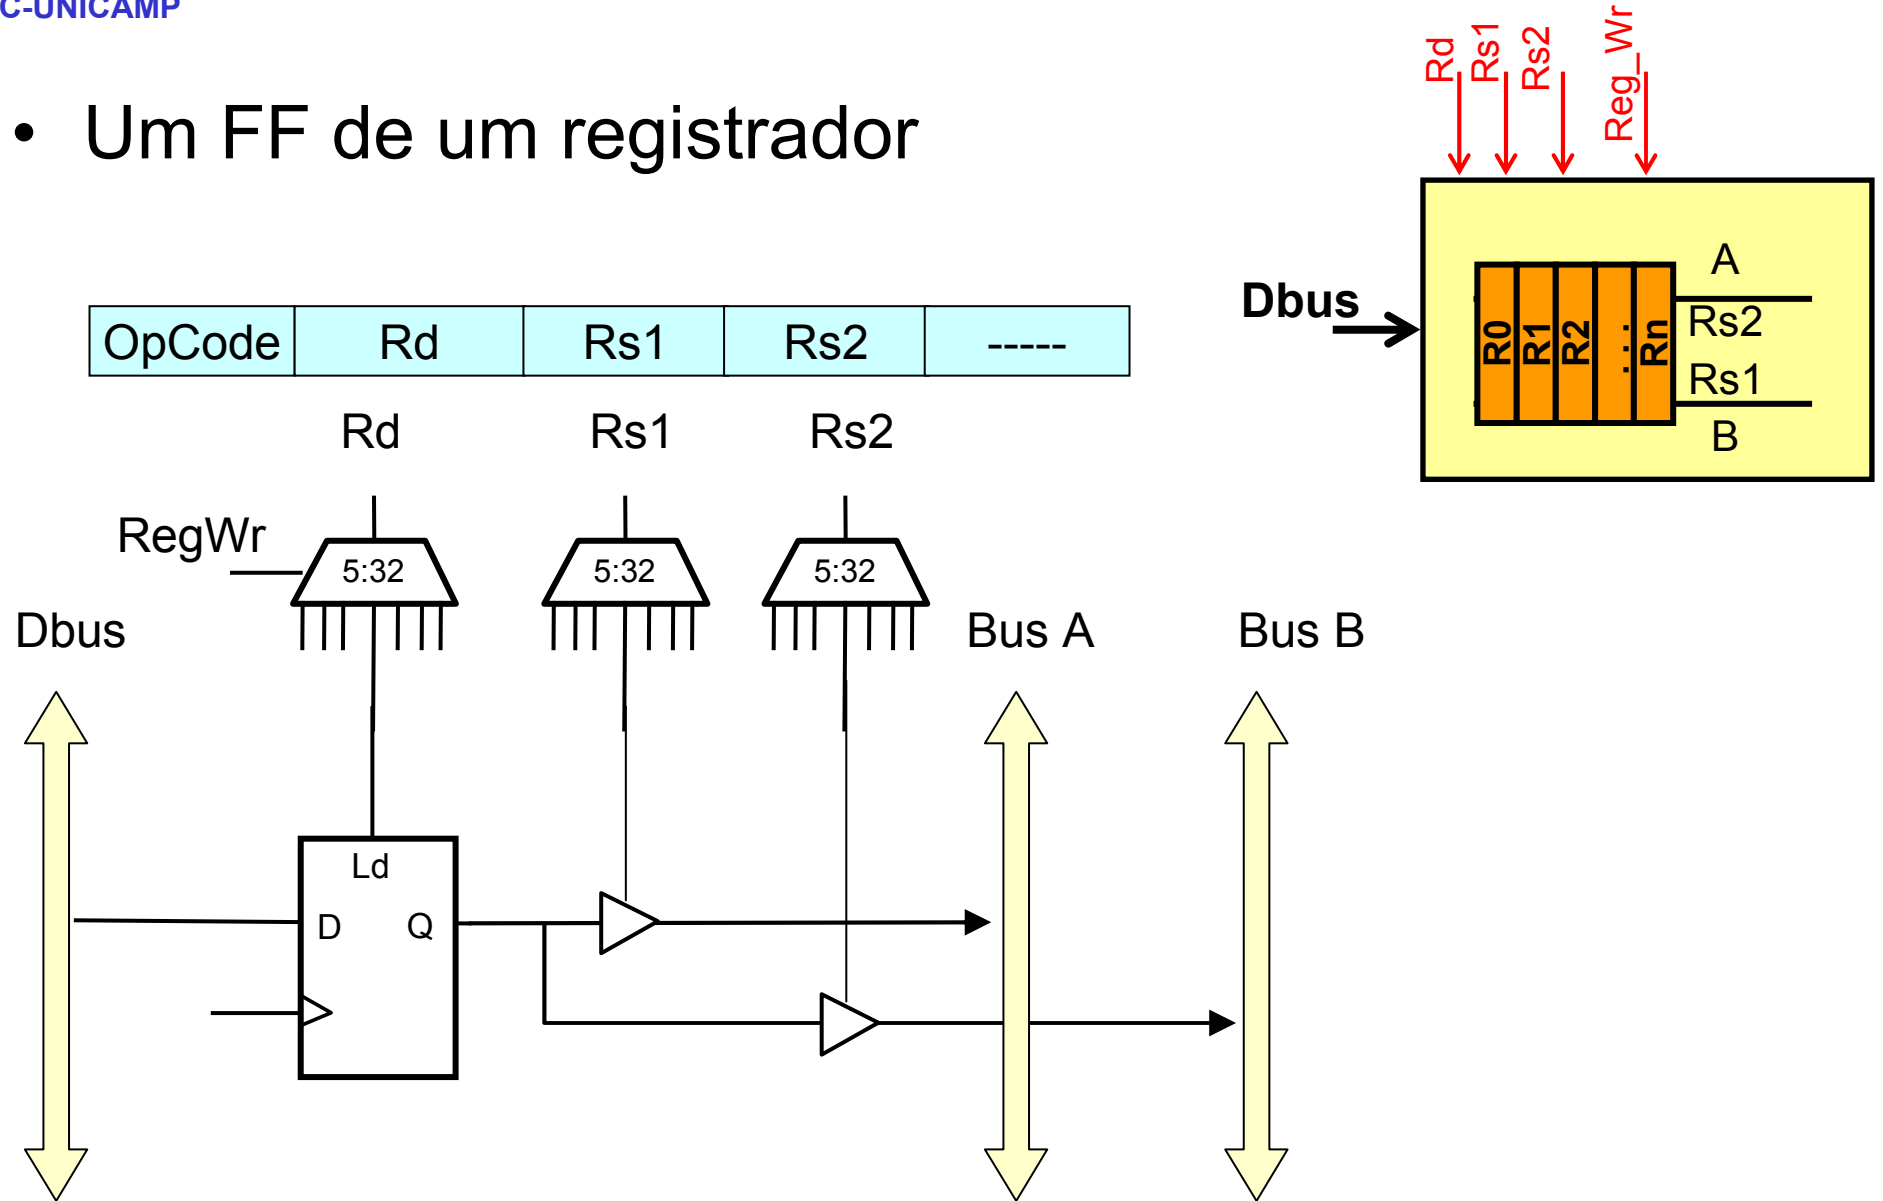 C-UNICAMP
• Um FF de um registrador
Rd
Rs1
Rs2
Reg_Wr
Dbus
R0
R1
R2
...
Rn
A
Rs2
Rs1
B
OpCode Rd Rs1 Rs2 -----
Rd Rs1 Rs2
RegWr
5:32 5:32 5:32
Dbus
Bus A
Bus B
Ld
D Q